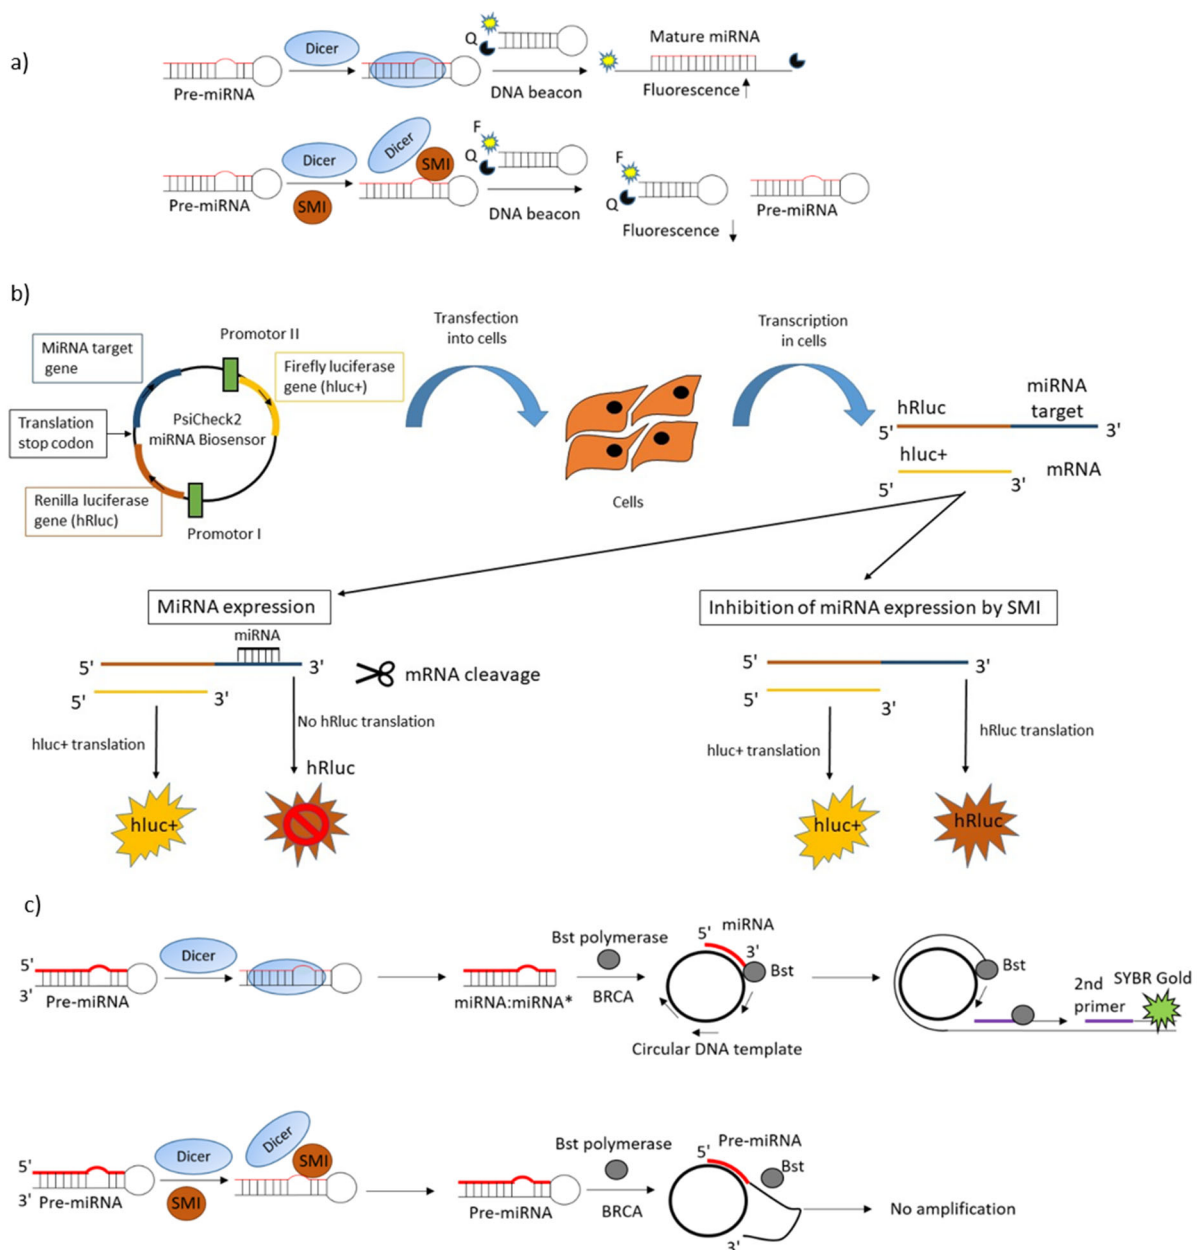 a)
Dicer
Pre-miRNA
Q
DNA beacon
Mature miRNA
Fluorescence
Pre-miRNA
Dicer
SMI
Dicer
SMI
F
Q
DNA beacon
F
Q
Fluorescence
Pre-miRNA
b)
MiRNA target
gene
Translation
stop codon
Renilla luciferase
gene (hRluc)
Promotor II
Firefly luciferase
gene (hluc+)
PsiCheck2
miRNA Biosensor
Promotor I
Transfection
into cells
Cells
Transcription
in cells
hRluc
miRNA
target
5'
3'
hluc+
mRNA
5'
3'
MiRNA expression
miRNA
5'
3'
mRNA cleavage
5'
3'
hluc+ translation
No hRluc translation
hluc+
hRluc
Inhibition of miRNA expression by SMI
5'
3'
5'
3'
hluc+ translation
hRluc translation
hluc+
hRluc
c)
5'
3'
Pre-miRNA
Dicer
miRNA:miRNA*
Bst polymerase
BRCA
5'
miRNA
3'
Bst
Circular DNA template
Bst
2nd
primer
SYBR Gold
5'
3'
Pre-miRNA
Dicer
SMI
Dicer
SMI
Pre-miRNA
Bst polymerase
BRCA
5'
Pre-miRNA
Bst
3'
No amplification